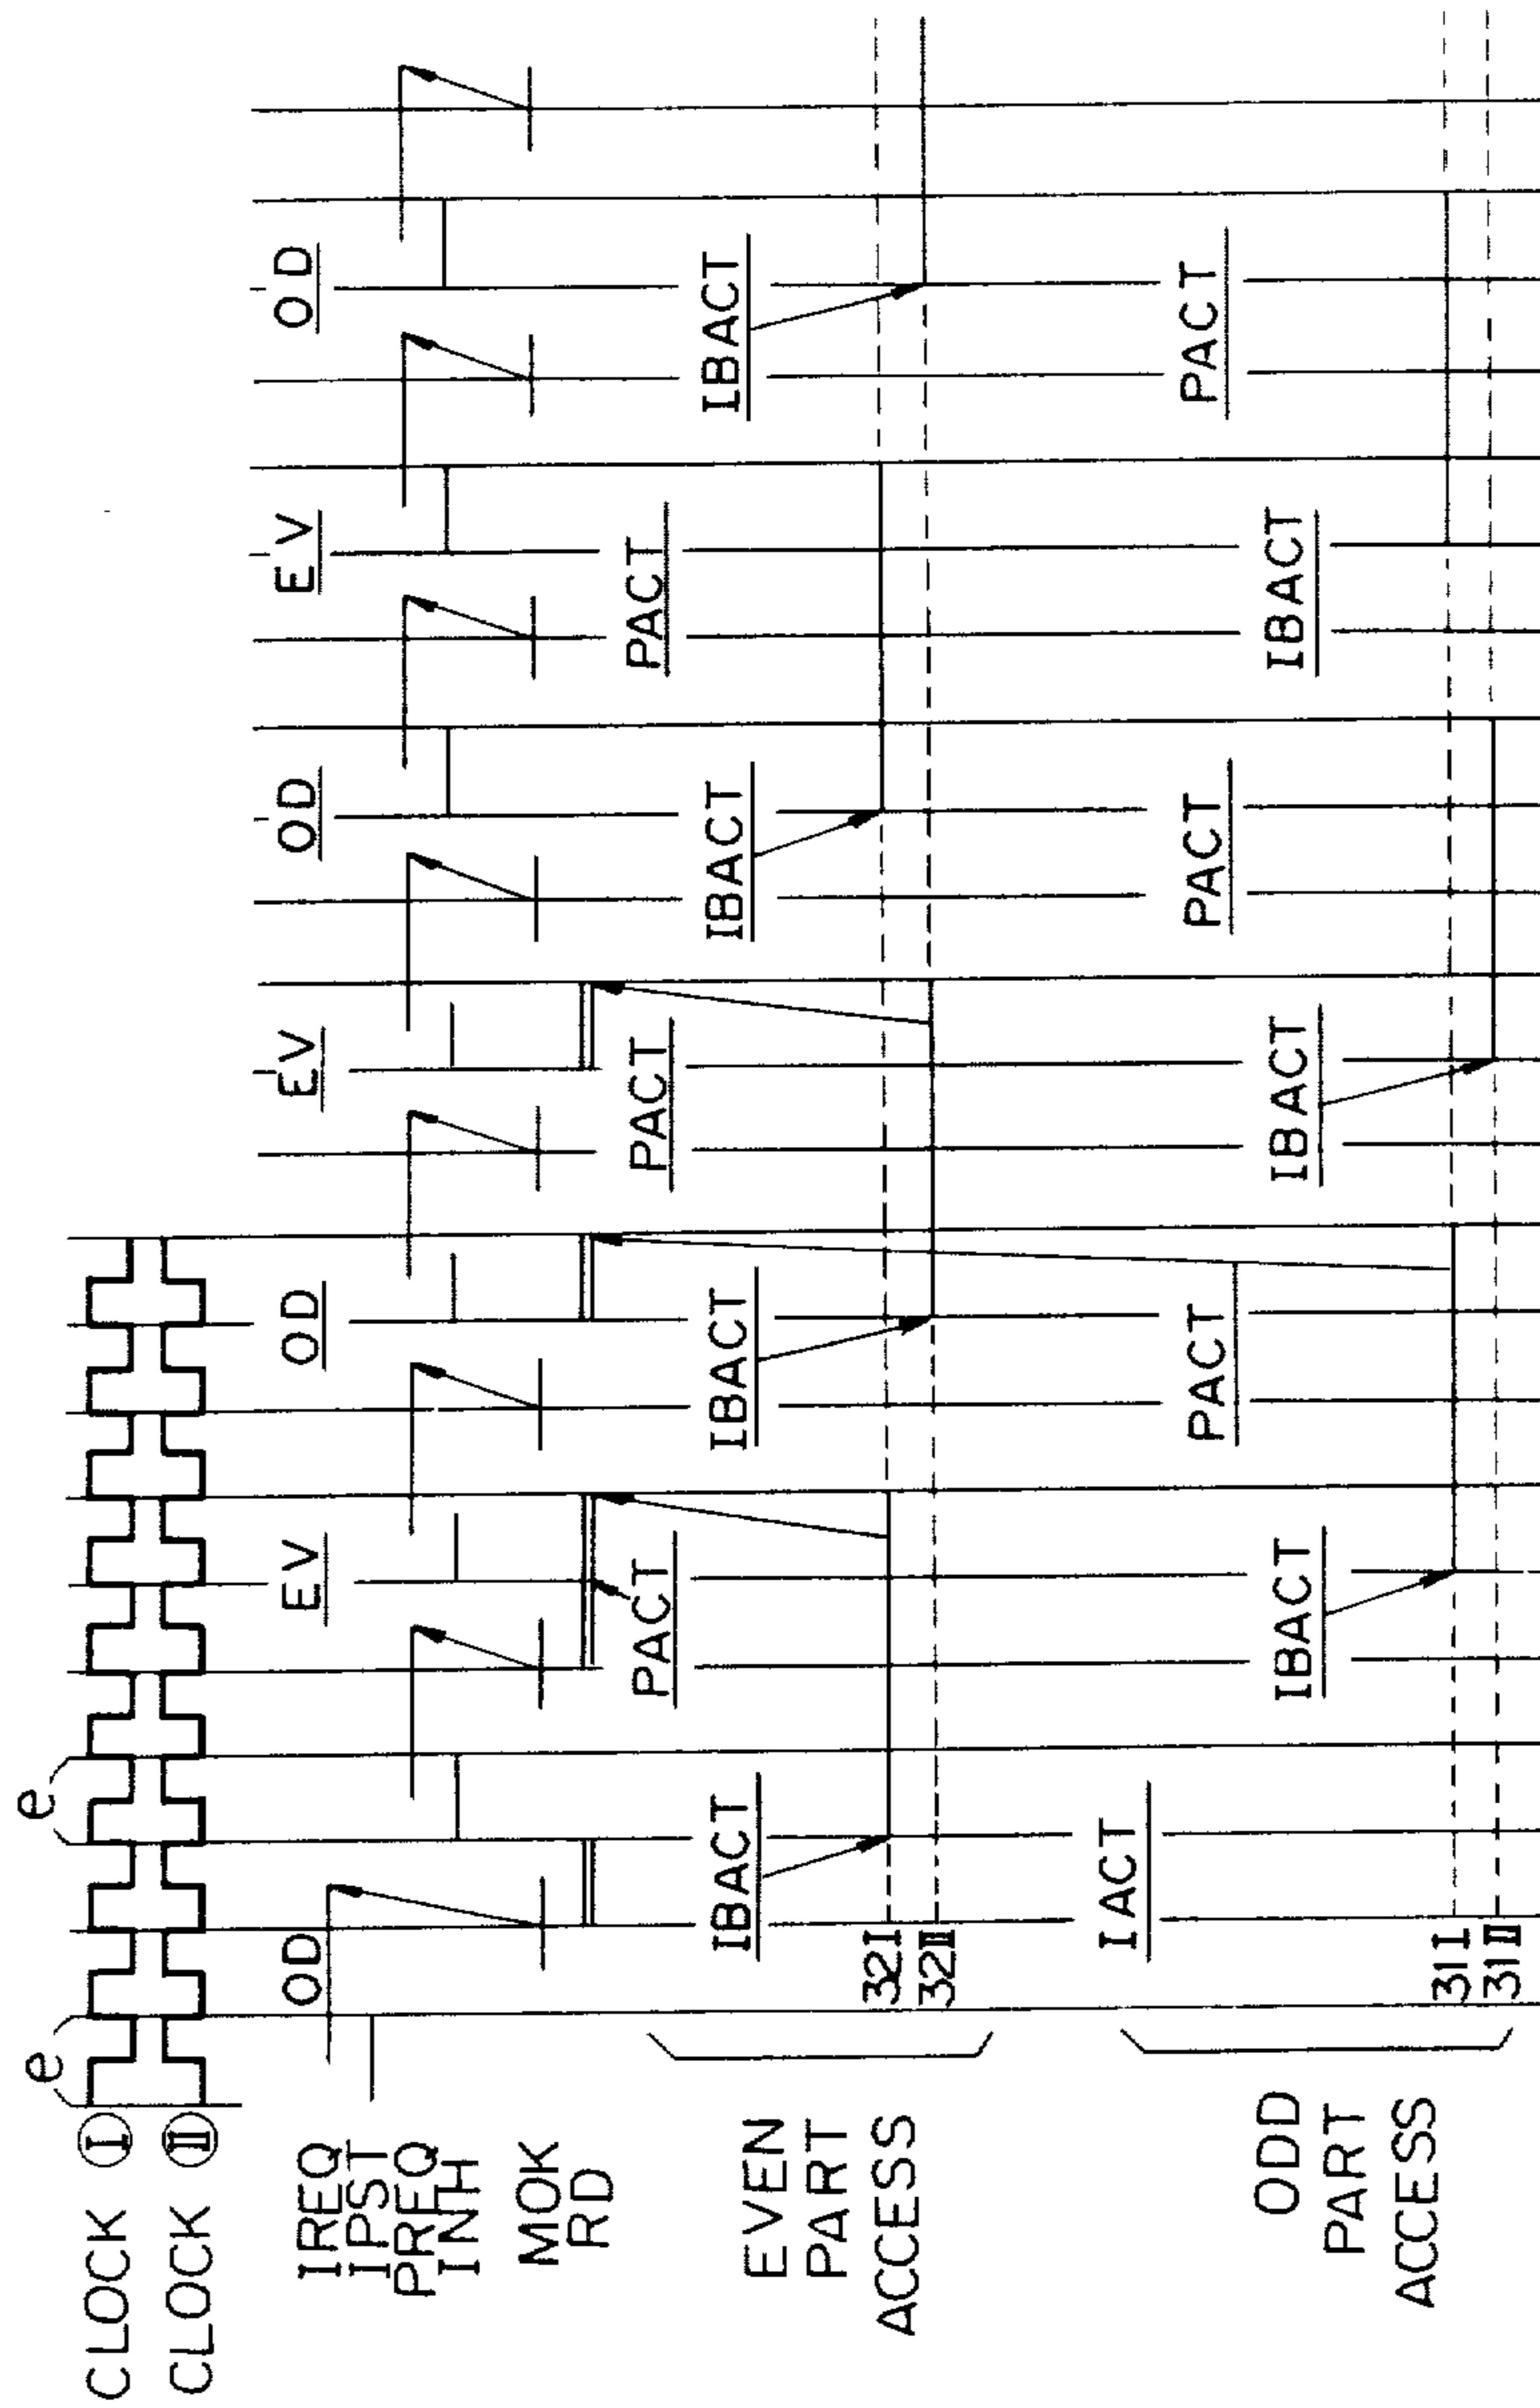 CLOCK Ⓘ
CLOCK Ⓘ︎Ⓘ
e
e
IREQ
IPST
PREQ
INH
MOK
RD
OD
EV
OD
EV
OD
EV
OD
EVEN
PART
ACCESS
IBACT
PACT
IBACT
PACT
IBACT
PACT
IBACT
32I
32II
ODD
PART
ACCESS
IACT
IBACT
PACT
IBACT
PACT
IBACT
PACT
31I
31II